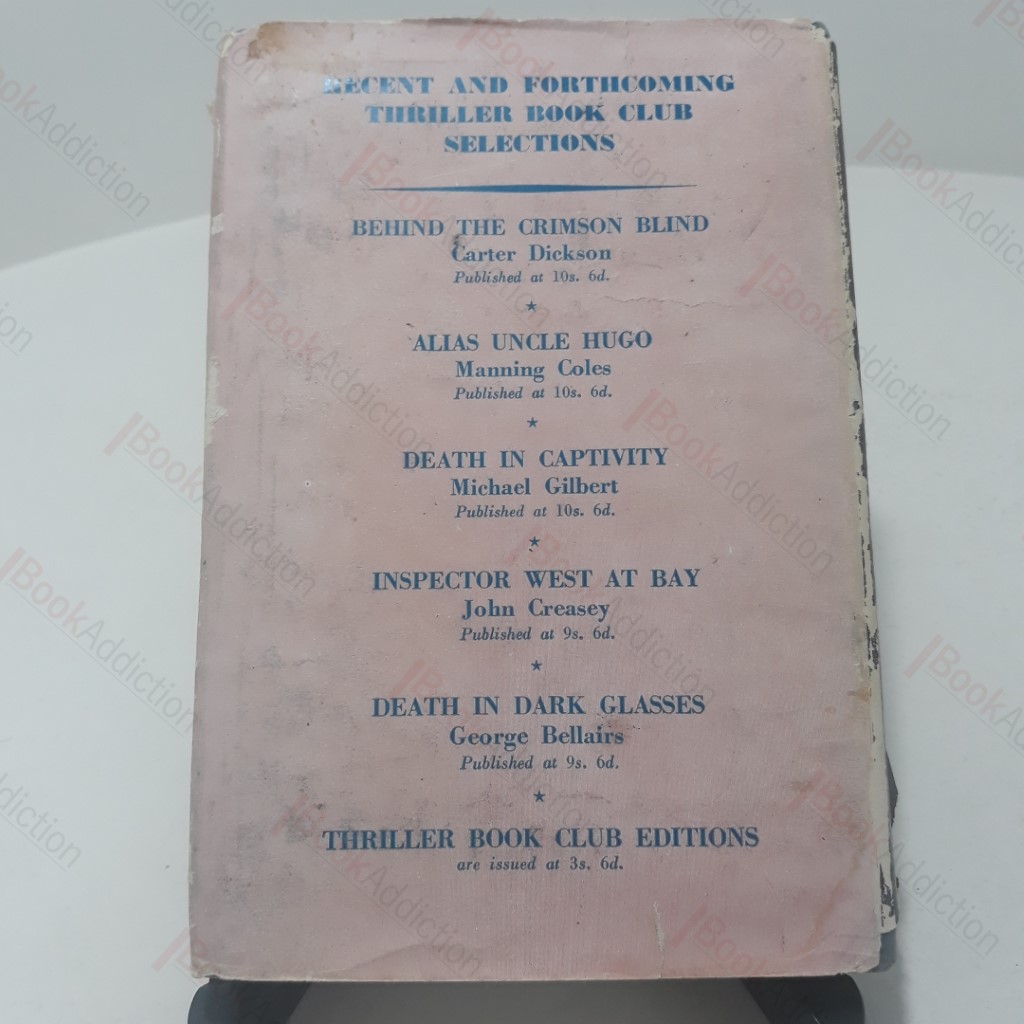 RECENT AND FORTHCOMING
THRILLER BOOK CLUB
SELECTIONS
BEHIND THE CRIMSON BLIND
Carter Dickson
Published at 10s. 6d.
ALIAS UNCLE HUGO
Manning Coles
Published at 10s. 6d.
DEATH IN CAPTIVITY
Michael Gilbert
Published at 10s. 6d.
INSPECTOR WEST AT BAY
John Creasey
Published at 9s. 6d.
DEATH IN DARK GLASSES
George Bellairs
Published at 9s. 6d.
THRILLER BOOK CLUB EDITIONS
are issued at 3s. 6d.
BookAddiction